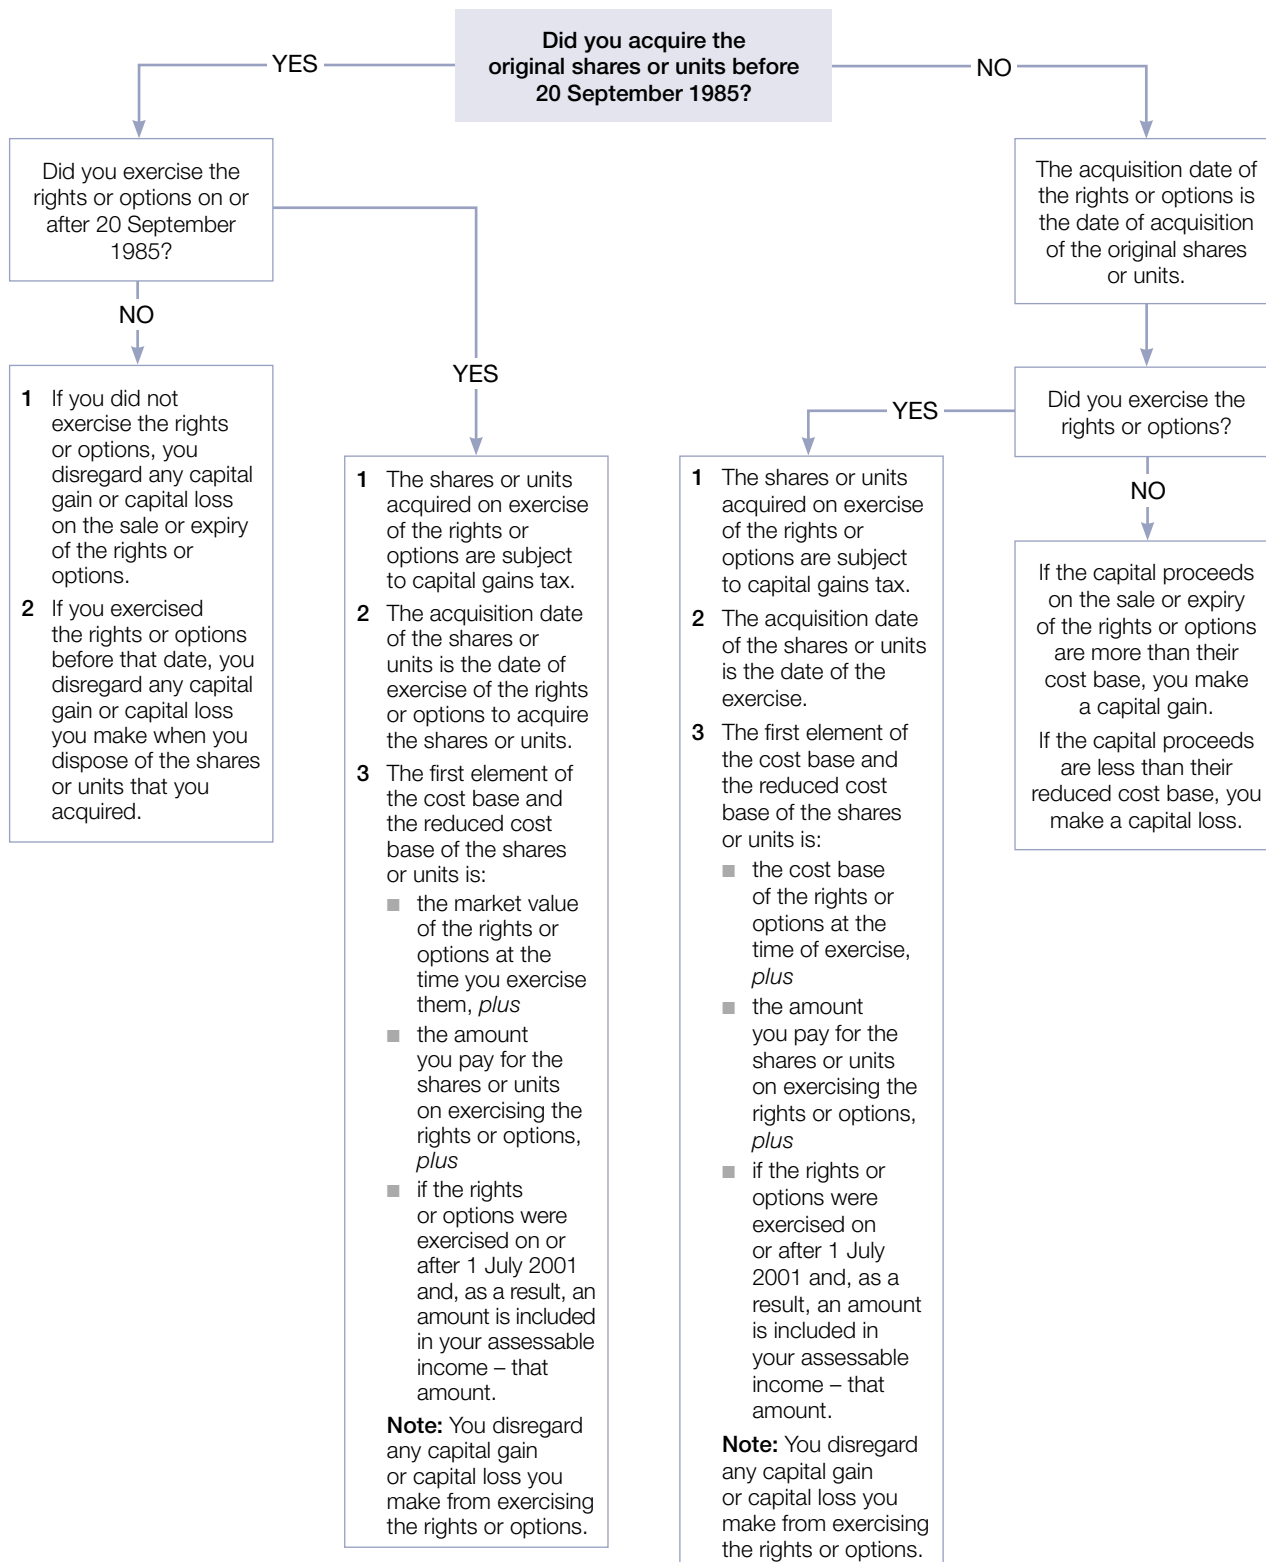 Did you acquire the
original shares or units before
20 September 1985?
YES
NO
Did you exercise the
rights or options on or
after 20 September
1985?
NO
1 If you did not
exercise the rights
or options, you
disregard any capital
gain or capital loss
on the sale or expiry
of the rights or
options.
2 If you exercised
the rights or options
before that date, you
disregard any capital
gain or capital loss
you make when you
dispose of the shares
or units that you
acquired.
YES
1 The shares or units
acquired on exercise
of the rights or
options are subject
to capital gains tax.
2 The acquisition date
of the shares or
units is the date of
exercise of the rights
or options to acquire
the shares or units.
3 The first element of
the cost base and
the reduced cost
base of the shares
or units is:
■ the market value
of the rights or
options at the
time you exercise
them, plus
■ the amount
you pay for the
shares or units
on exercising the
rights or options,
plus
■ if the rights
or options were
exercised on or
after 1 July 2001
and, as a result, an
amount is included
in your assessable
income – that
amount.
Note: You disregard
any capital gain
or capital loss you
make from exercising
the rights or options.
The acquisition date of
the rights or options is
the date of acquisition
of the original shares
or units.
Did you exercise the
rights or options?
YES
1 The shares or units
acquired on exercise
of the rights or
options are subject
to capital gains tax.
2 The acquisition date
of the shares or units
is the date of the
exercise.
3 The first element of
the cost base and
the reduced cost
base of the shares
or units is:
■ the cost base
of the rights or
options at the
time of exercise,
plus
■ the amount
you pay for the
shares or units
on exercising the
rights or options,
plus
■ if the rights or
options were
exercised on
or after 1 July
2001 and, as a
result, an amount
is included in
your assessable
income – that
amount.
Note: You disregard
any capital gain
or capital loss you
make from exercising
the rights or options.
NO
If the capital proceeds
on the sale or expiry
of the rights or options
are more than their
cost base, you make
a capital gain.
If the capital proceeds
are less than their
reduced cost base, you
make a capital loss.